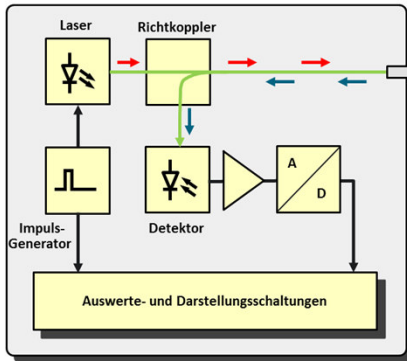 Laser
Richtkoppler
A
D
Impuls-
Generator
Detektor
Auswerte- und Darstellungsschaltungen